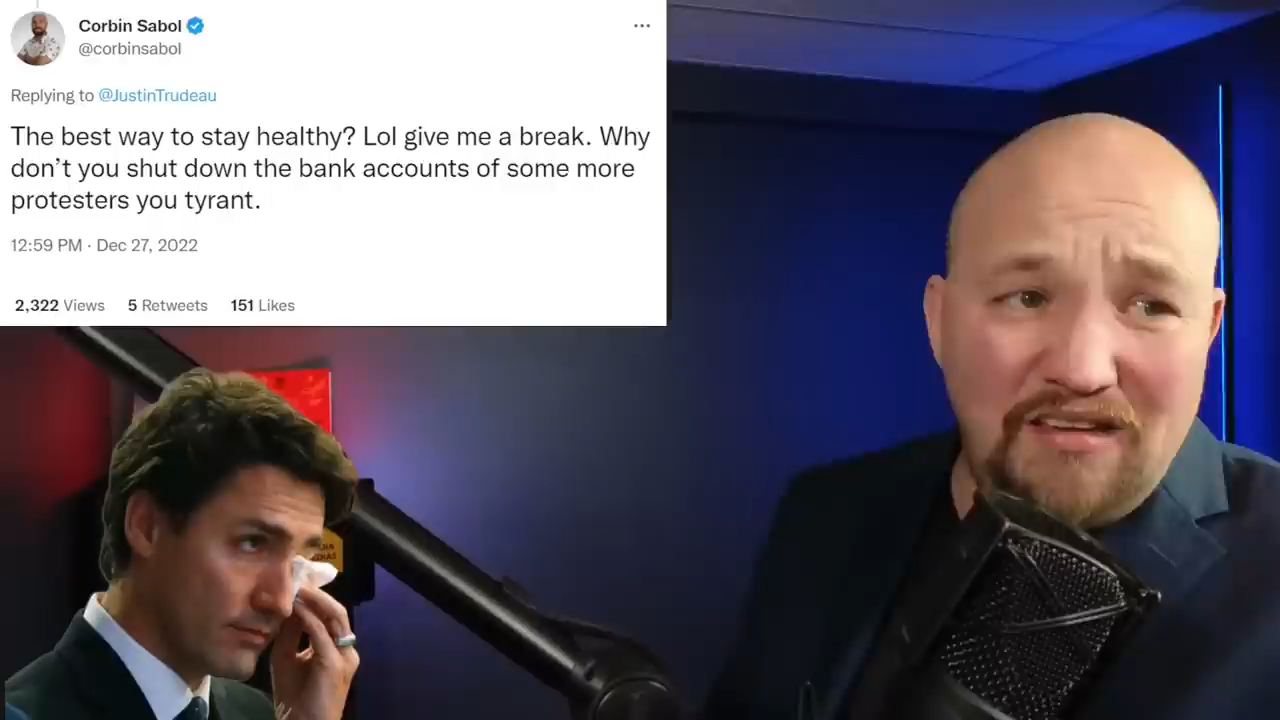 Corbin Sabol
@corbinsabol
Replying to @JustinTrudeau
The best way to stay healthy? Lol give me a break. Why
don’t you shut down the bank accounts of some more
protesters you tyrant.
12:59 PM · Dec 27, 2022
2,322 Views 5 Retweets 151 Likes